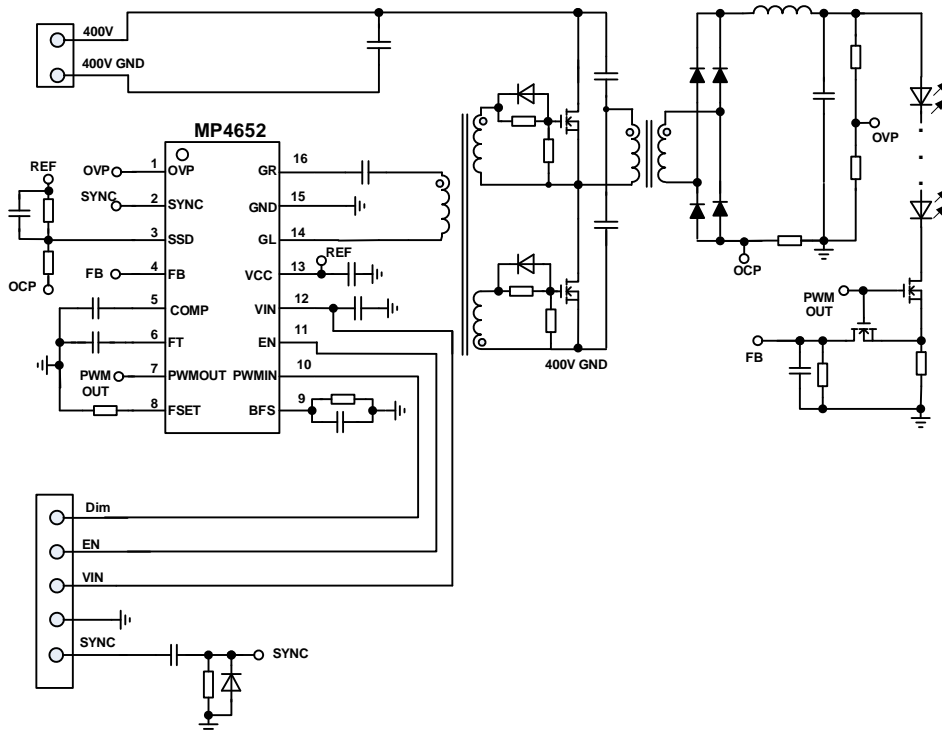 400V
400V GND
MP4652
REF
OVP 1 OVP GR 16
SYNC 2 SYNC GND 15
3 SSD GL 14
REF
FB 4 FB VCC 13
OCP
5 COMP VIN 12
6 FT EN 11
PWM OUT 7 PWMOUT PWMIN 10
8 FSET BFS 9
400V GND
OVP
OCP
PWM OUT
FB
Dim
EN
VIN
SYNC
SYNC